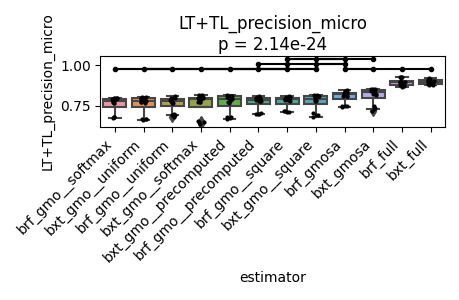 LT+TL_precision_micro
p = 2.14e-24
LT+TL_precision_micro
1.00
0.75
brf_gmo__softmax
bxt_gmo__uniform
brf_gmo__uniform
bxt_gmo__softmax
bxt_gmo__precomputed
brf_gmo__precomputed
brf_gmo__square
bxt_gmo__square
brf_gmosa
bxt_gmosa
brf_full
bxt_full
estimator